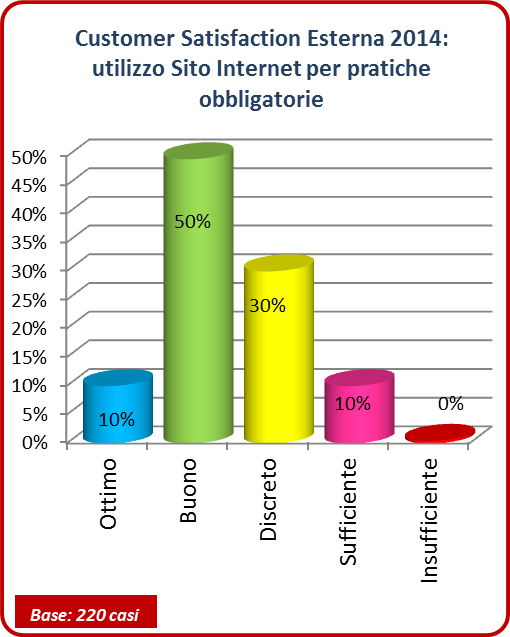 Customer Satisfaction Esterna 2014:
utilizzo Sito Internet per pratiche
obbligatorie
50%
45%
40%
35%
30%
25%
20%
15%
10%
5%
0%
10%
50%
30%
10%
0%
Ottimo
Buono
Discreto
Sufficiente
Insufficiente
Base: 220 casi